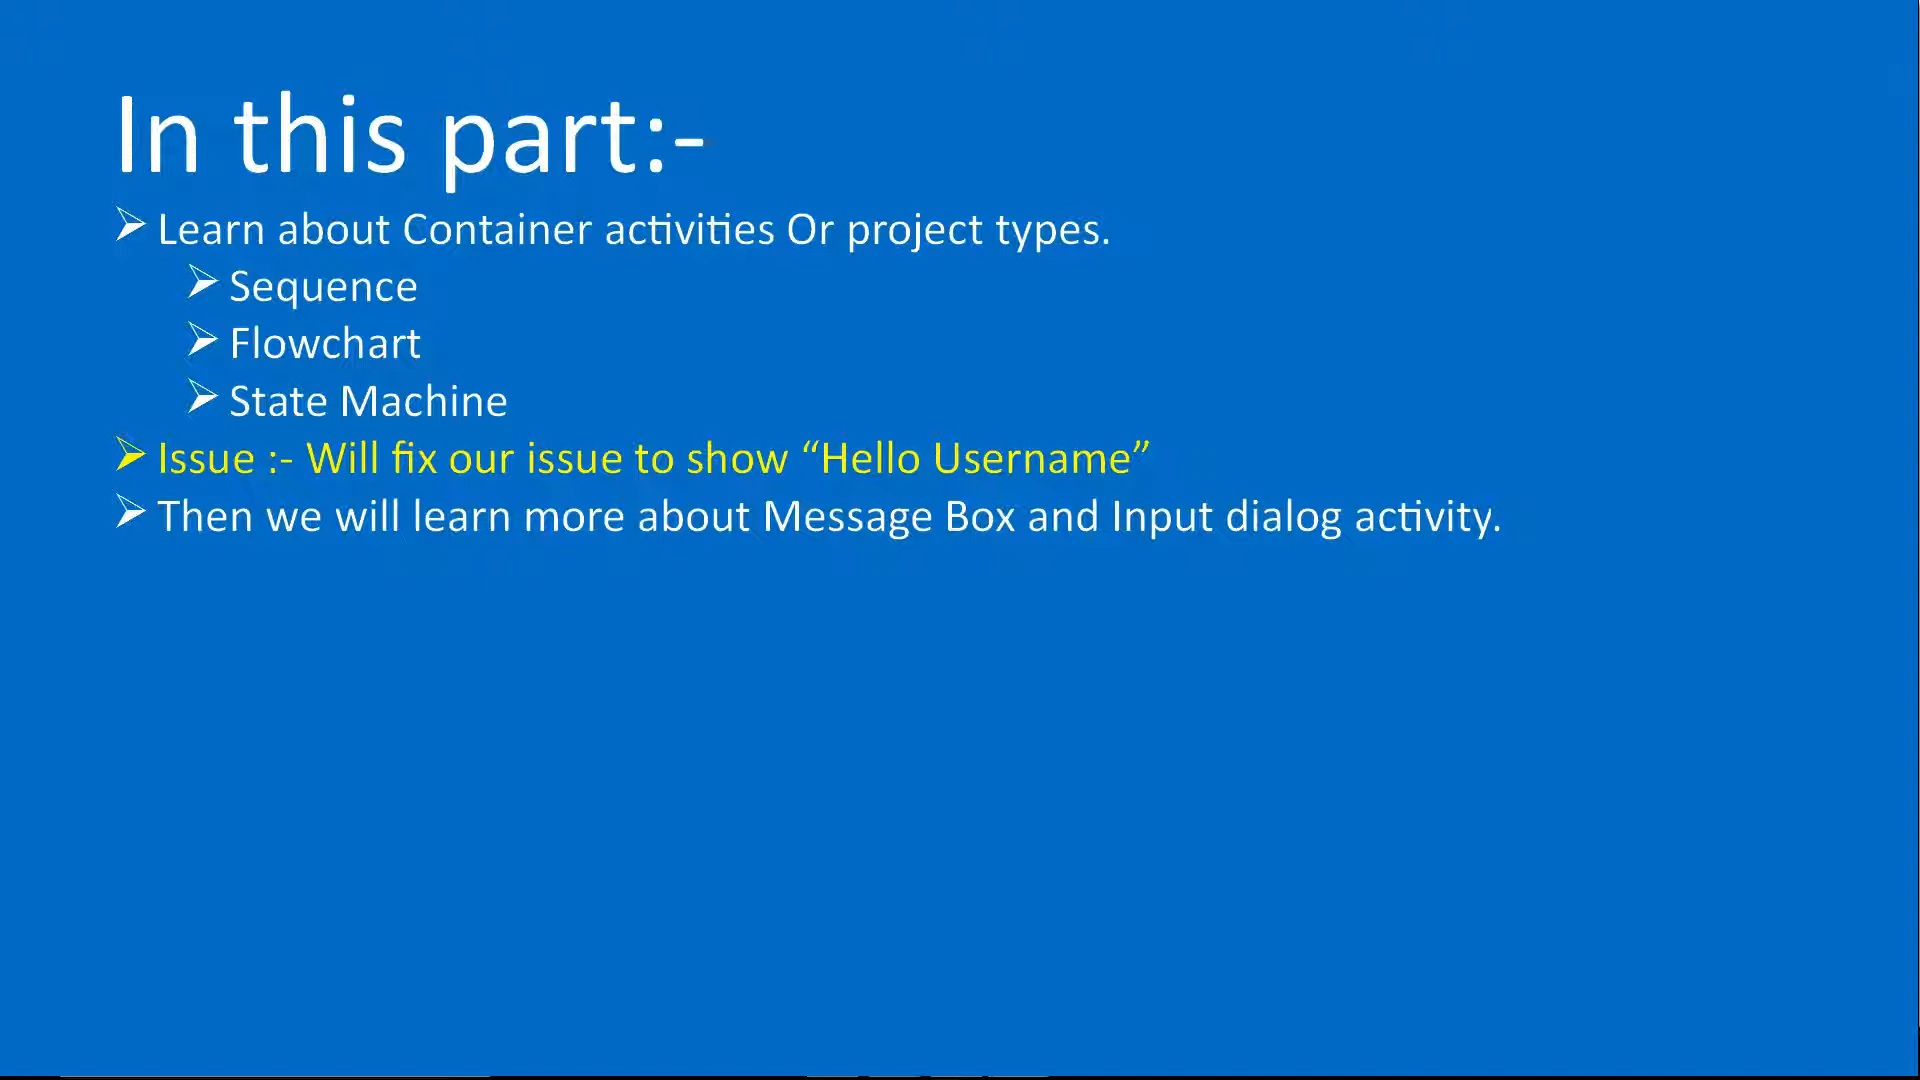 In this part:-
Learn about Container activities Or project types.
Sequence
Flowchart
State Machine
Issue :- Will fix our issue to show “Hello Username”
Then we will learn more about Message Box and Input dialog activity.